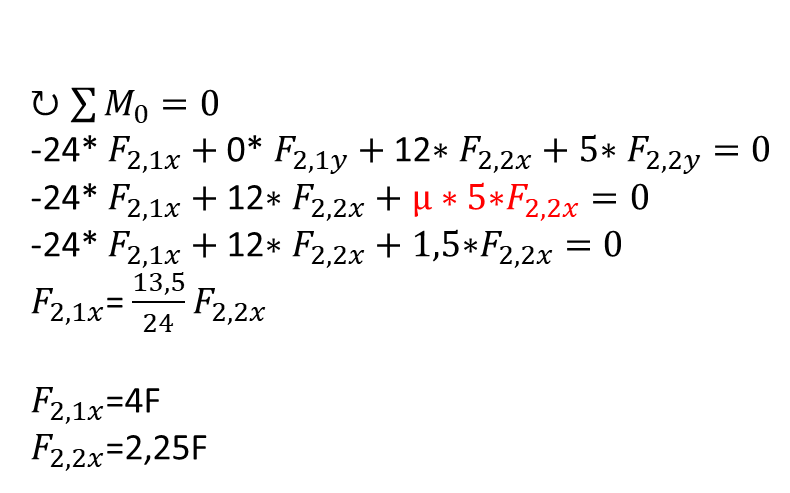 ↻ ∑ M₀ = 0
-24* F₂,₁ₓ + 0* F₂,₁y + 12* F₂,₂ₓ + 5* F₂,₂y = 0
-24* F₂,₁ₓ + 12* F₂,₂ₓ + μ * 5*F₂,₂ₓ = 0
-24* F₂,₁ₓ + 12* F₂,₂ₓ + 1,5*F₂,₂ₓ = 0
F₂,₁ₓ= 13,5/24 F₂,₂ₓ
F₂,₁ₓ=4F
F₂,₂ₓ=2,25F